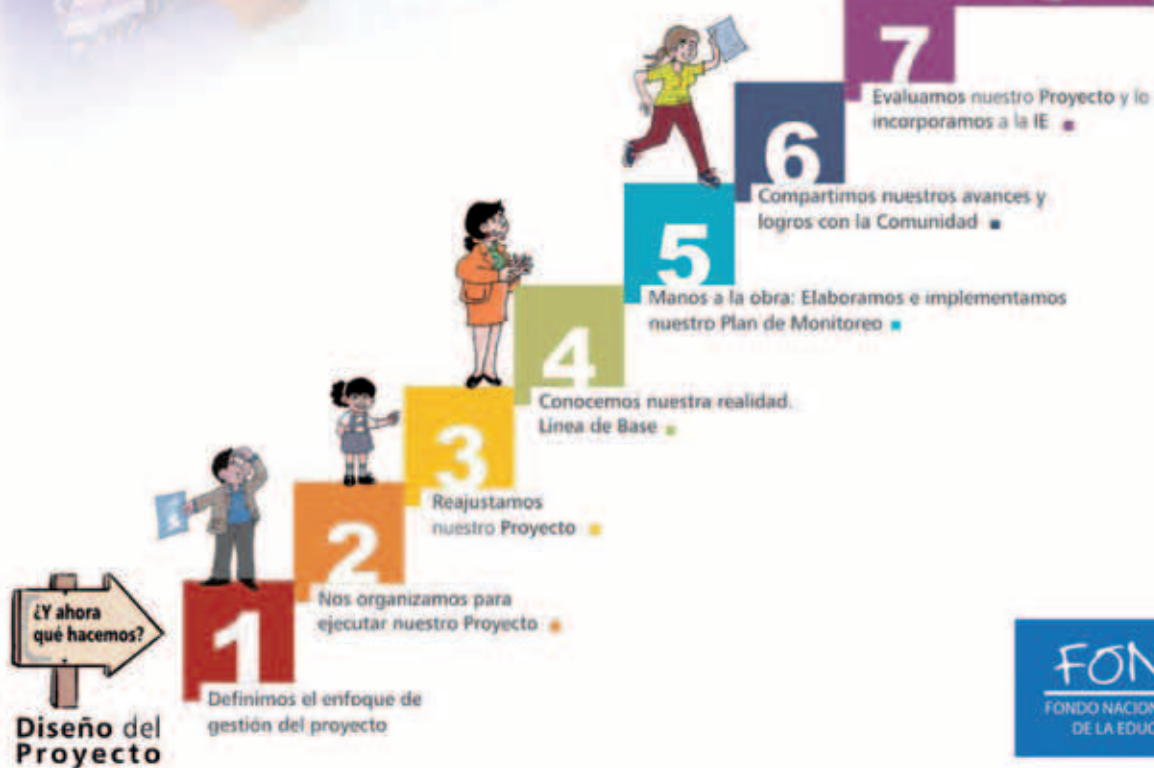 7
Evaluamos nuestro Proyecto y lo
incorporamos a la IE
6
Compartimos nuestros avances y
logros con la Comunidad
5
Manos a la obra: Elaboramos e implementamos
nuestro Plan de Monitoreo
4
Conocemos nuestra realidad.
Línea de Base
3
Reajustamos
nuestro Proyecto
2
Nos organizamos para
ejecutar nuestro Proyecto
1
Definimos el enfoque de
gestión del proyecto
¿Y ahora
qué hacemos?
Diseño del
Proyecto
FONDO
DE LA